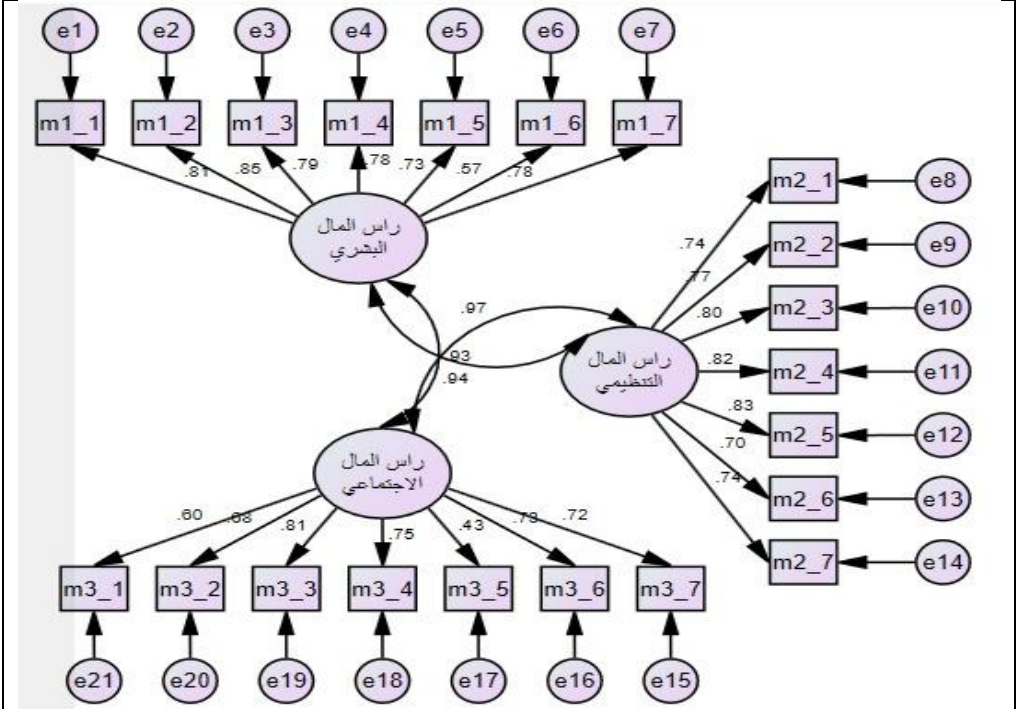 e1 e2 e3 e4 e5 e6 e7
m1_1 m1_2 m1_3 m1_4 m1_5 m1_6 m1_7
.81 .85 .79 .78 .73 .57 .78
راس المال
البشري
m2_1 e8
.74
m2_2 e9
.77
m2_3 e10
.80
.97
راس المال
التنظيمي
.82
m2_4 e11
.93
.94
.83
m2_5 e12
.70
m2_6 e13
.74
m2_7 e14
راس المال
الاجتماعي
.60 .68 .81 .75 .43 .73 .72
m3_1 m3_2 m3_3 m3_4 m3_5 m3_6 m3_7
e21 e20 e19 e18 e17 e16 e15